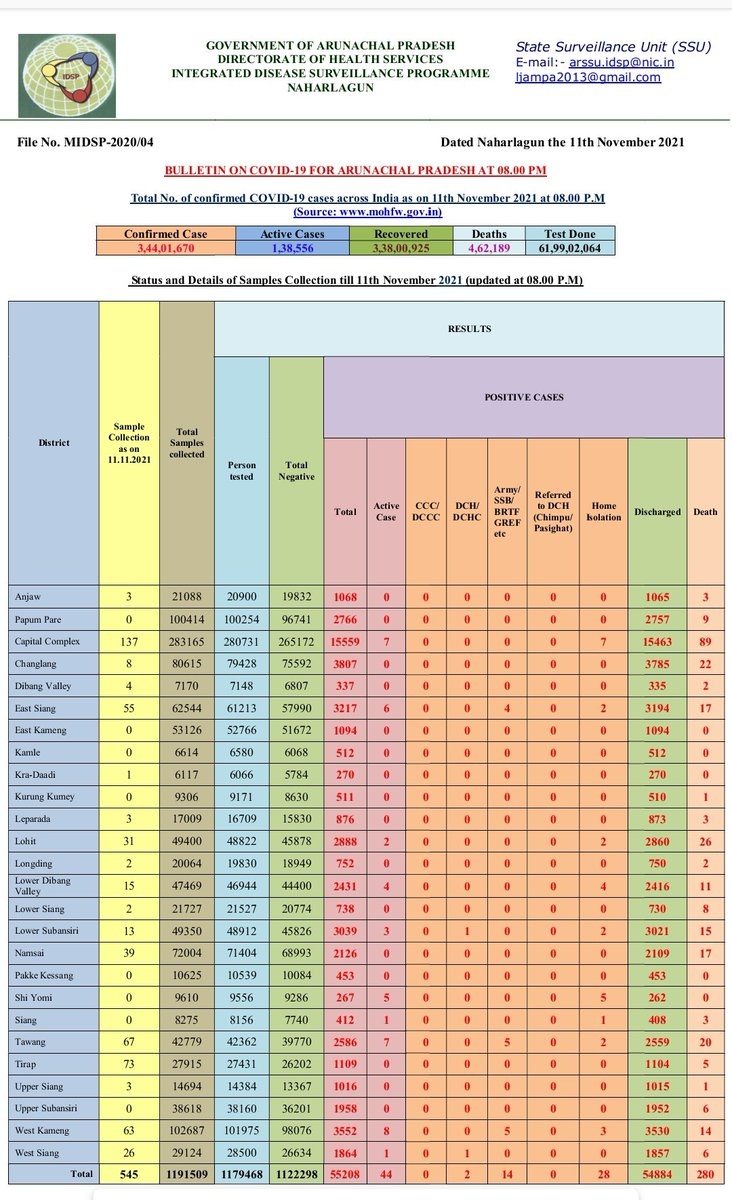 IDSP
GOVERNMENT OF ARUNACHAL PRADESH
DIRECTORATE OF HEALTH SERVICES
INTEGRATED DISEASE SURVEILLANCE PROGRAMME
NAHARLAGUN
State Surveillance Unit (SSU)
E-mail:- arssu.idsp@nic.in
ljampa2013@gmail.com
File No. MIDSP-2020/04 Dated Naharlagun the 11th November 2021
BULLETIN ON COVID-19 FOR ARUNACHAL PRADESH AT 08.00 PM
Total No. of confirmed COVID-19 cases across India as on 11th November 2021 at 08.00 P.M
(Source: www.mohfw.gov.in)
Confirmed Case Active Cases Recovered Deaths Test Done
3,44,01,670 1,38,556 3,38,00,925 4,62,189 61,99,02,064
Status and Details of Samples Collection till 11th November 2021 (updated at 08.00 P.M)
District
Sample
Collection
as on
11.11.2021
Total
Samples
collected
RESULTS
Person
tested
Total
Negative
POSITIVE CASES
Total
Active
Case
CCC/
DCCC
DCH/
DCHC
Army/
SSB/
BRTF
GREF
etc
Referred
to DCH
(Chimpu/
Pasighat)
Home
Isolation
Discharged
Death
Anjaw 3 21088 20900 19832 1068 0 0 0 0 0 0 1065 3
Papum Pare 0 100414 100254 96741 2766 0 0 0 0 0 0 2757 9
Capital Complex 137 283165 280731 265172 15559 7 0 0 0 0 7 15463 89
Changlang 8 80615 79428 75592 3807 0 0 0 0 0 0 3785 22
Dibang Valley 4 7170 7148 6807 337 0 0 0 0 0 0 335 2
East Siang 55 62544 61213 57990 3217 6 0 0 4 0 2 3194 17
East Kameng 0 53126 52766 51672 1094 0 0 0 0 0 0 1094 0
Kamle 0 6614 6580 6068 512 0 0 0 0 0 0 512 0
Kra-Daadi 1 6117 6066 5784 270 0 0 0 0 0 0 270 0
Kurung Kumey 0 9306 9171 8630 511 0 0 0 0 0 0 510 1
Leparada 3 17009 16709 15830 876 0 0 0 0 0 0 873 3
Lohit 31 49400 48822 45878 2888 2 0 0 0 0 2 2860 26
Longding 2 20064 19830 18949 752 0 0 0 0 0 0 750 2
Lower Dibang
Valley 15 47469 46944 44400 2431 4 0 0 0 0 4 2416 11
Lower Siang 2 21727 21527 20774 738 0 0 0 0 0 0 730 8
Lower Subansiri 13 49350 48912 45826 3039 3 0 1 0 0 2 3021 15
Namsai 39 72004 71404 68993 2126 0 0 0 0 0 0 2109 17
Pakke Kessang 0 10625 10539 10084 453 0 0 0 0 0 0 453 0
Shi Yomi 0 9610 9556 9286 267 5 0 0 0 0 5 262 0
Siang 0 8275 8156 7740 412 1 0 0 0 0 1 408 3
Tawang 67 42779 42362 39770 2586 7 0 0 5 0 2 2559 20
Tirap 73 27915 27431 26202 1109 0 0 0 0 0 0 1104 5
Upper Siang 3 14694 14384 13367 1016 0 0 0 0 0 0 1015 1
Upper Subansiri 0 38618 38160 36201 1958 0 0 0 0 0 0 1952 6
West Kameng 63 102687 101975 98076 3552 8 0 0 5 0 3 3530 14
West Siang 26 29124 28500 26634 1864 1 0 1 0 0 0 1857 6
Total 545 1191509 1179468 1122298 55208 44 0 2 14 0 28 54884 280